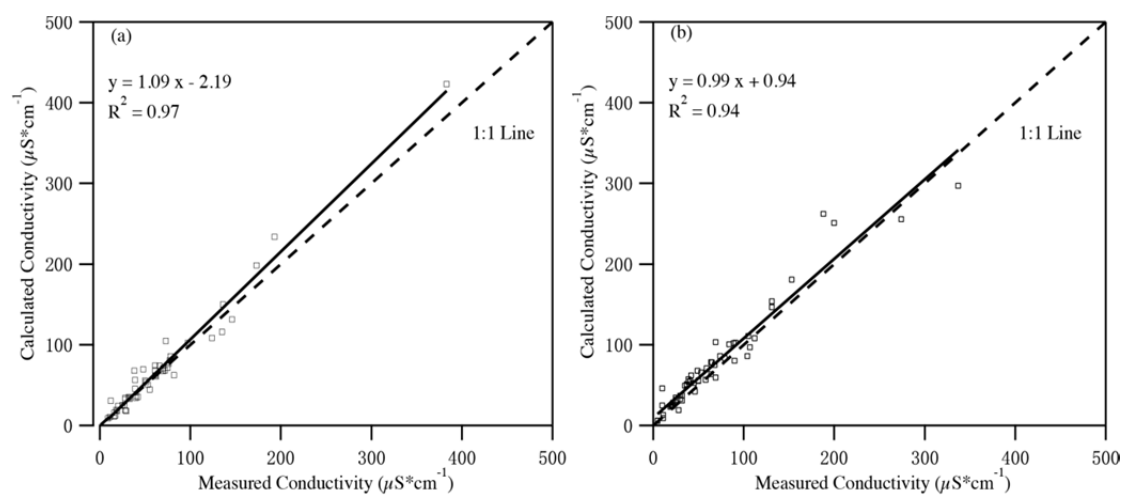 (a)
y = 1.09 x - 2.19
R² = 0.97
1:1 Line
500
400
300
200
100
0
0 100 200 300 400 500
Calculated Conductivity (μS*cm⁻¹)
Measured Conductivity (μS*cm⁻¹)
(b)
y = 0.99 x + 0.94
R² = 0.94
1:1 Line
500
400
300
200
100
0
0 100 200 300 400 500
Calculated Conductivity (μS*cm⁻¹)
Measured Conductivity (μS*cm⁻¹)